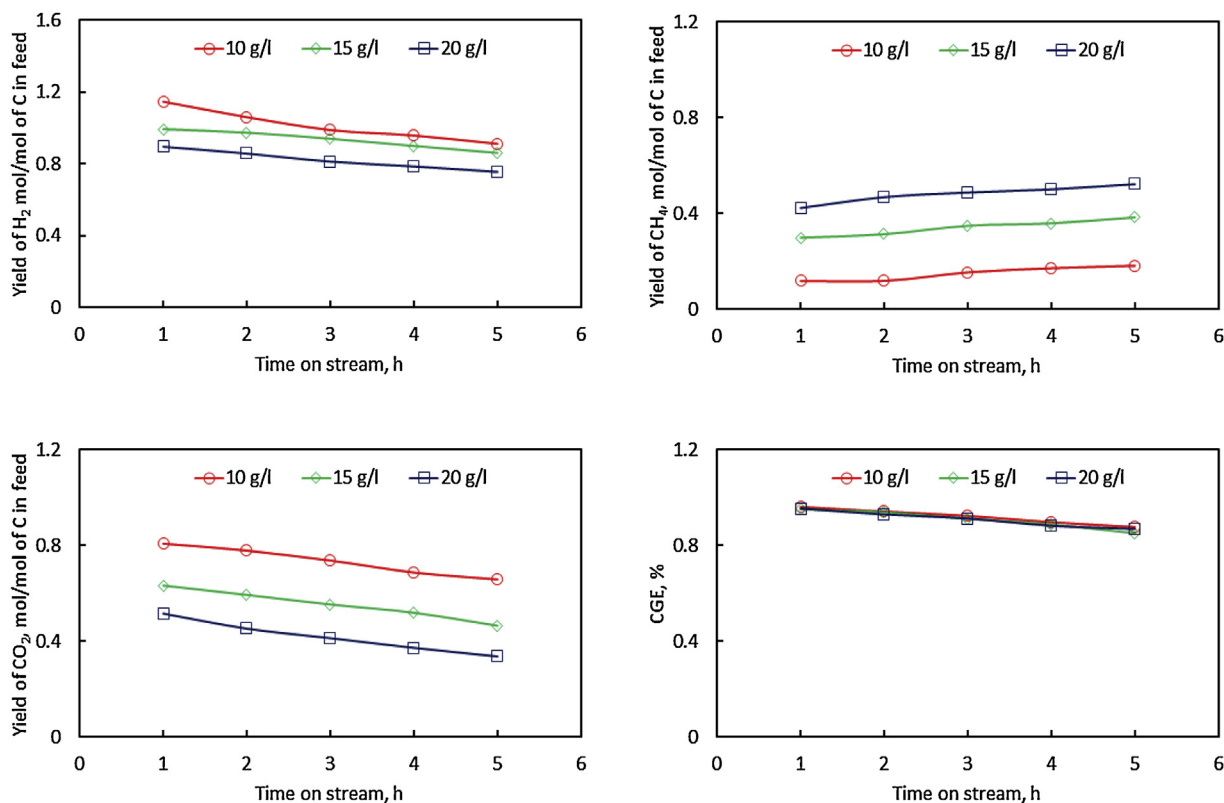 Yield of H₂ mol/mol of C in feed
1.6
1.2
0.8
0.4
0
10 g/l 15 g/l 20 g/l
0 1 2 3 4 5 6
Time on stream, h
Yield of CH₄, mol/mol of C in feed
1.2
0.8
0.4
0
10 g/l 15 g/l 20 g/l
0 1 2 3 4 5 6
Time on stream, h
Yield of CO₂, mol/mol of C in feed
1.2
0.8
0.4
0
10 g/l 15 g/l 20 g/l
0 1 2 3 4 5 6
Time on stream, h
CGE, %
1.2
0.8
0.4
0
10 g/l 15 g/l 20 g/l
0 1 2 3 4 5 6
Time on stream, h